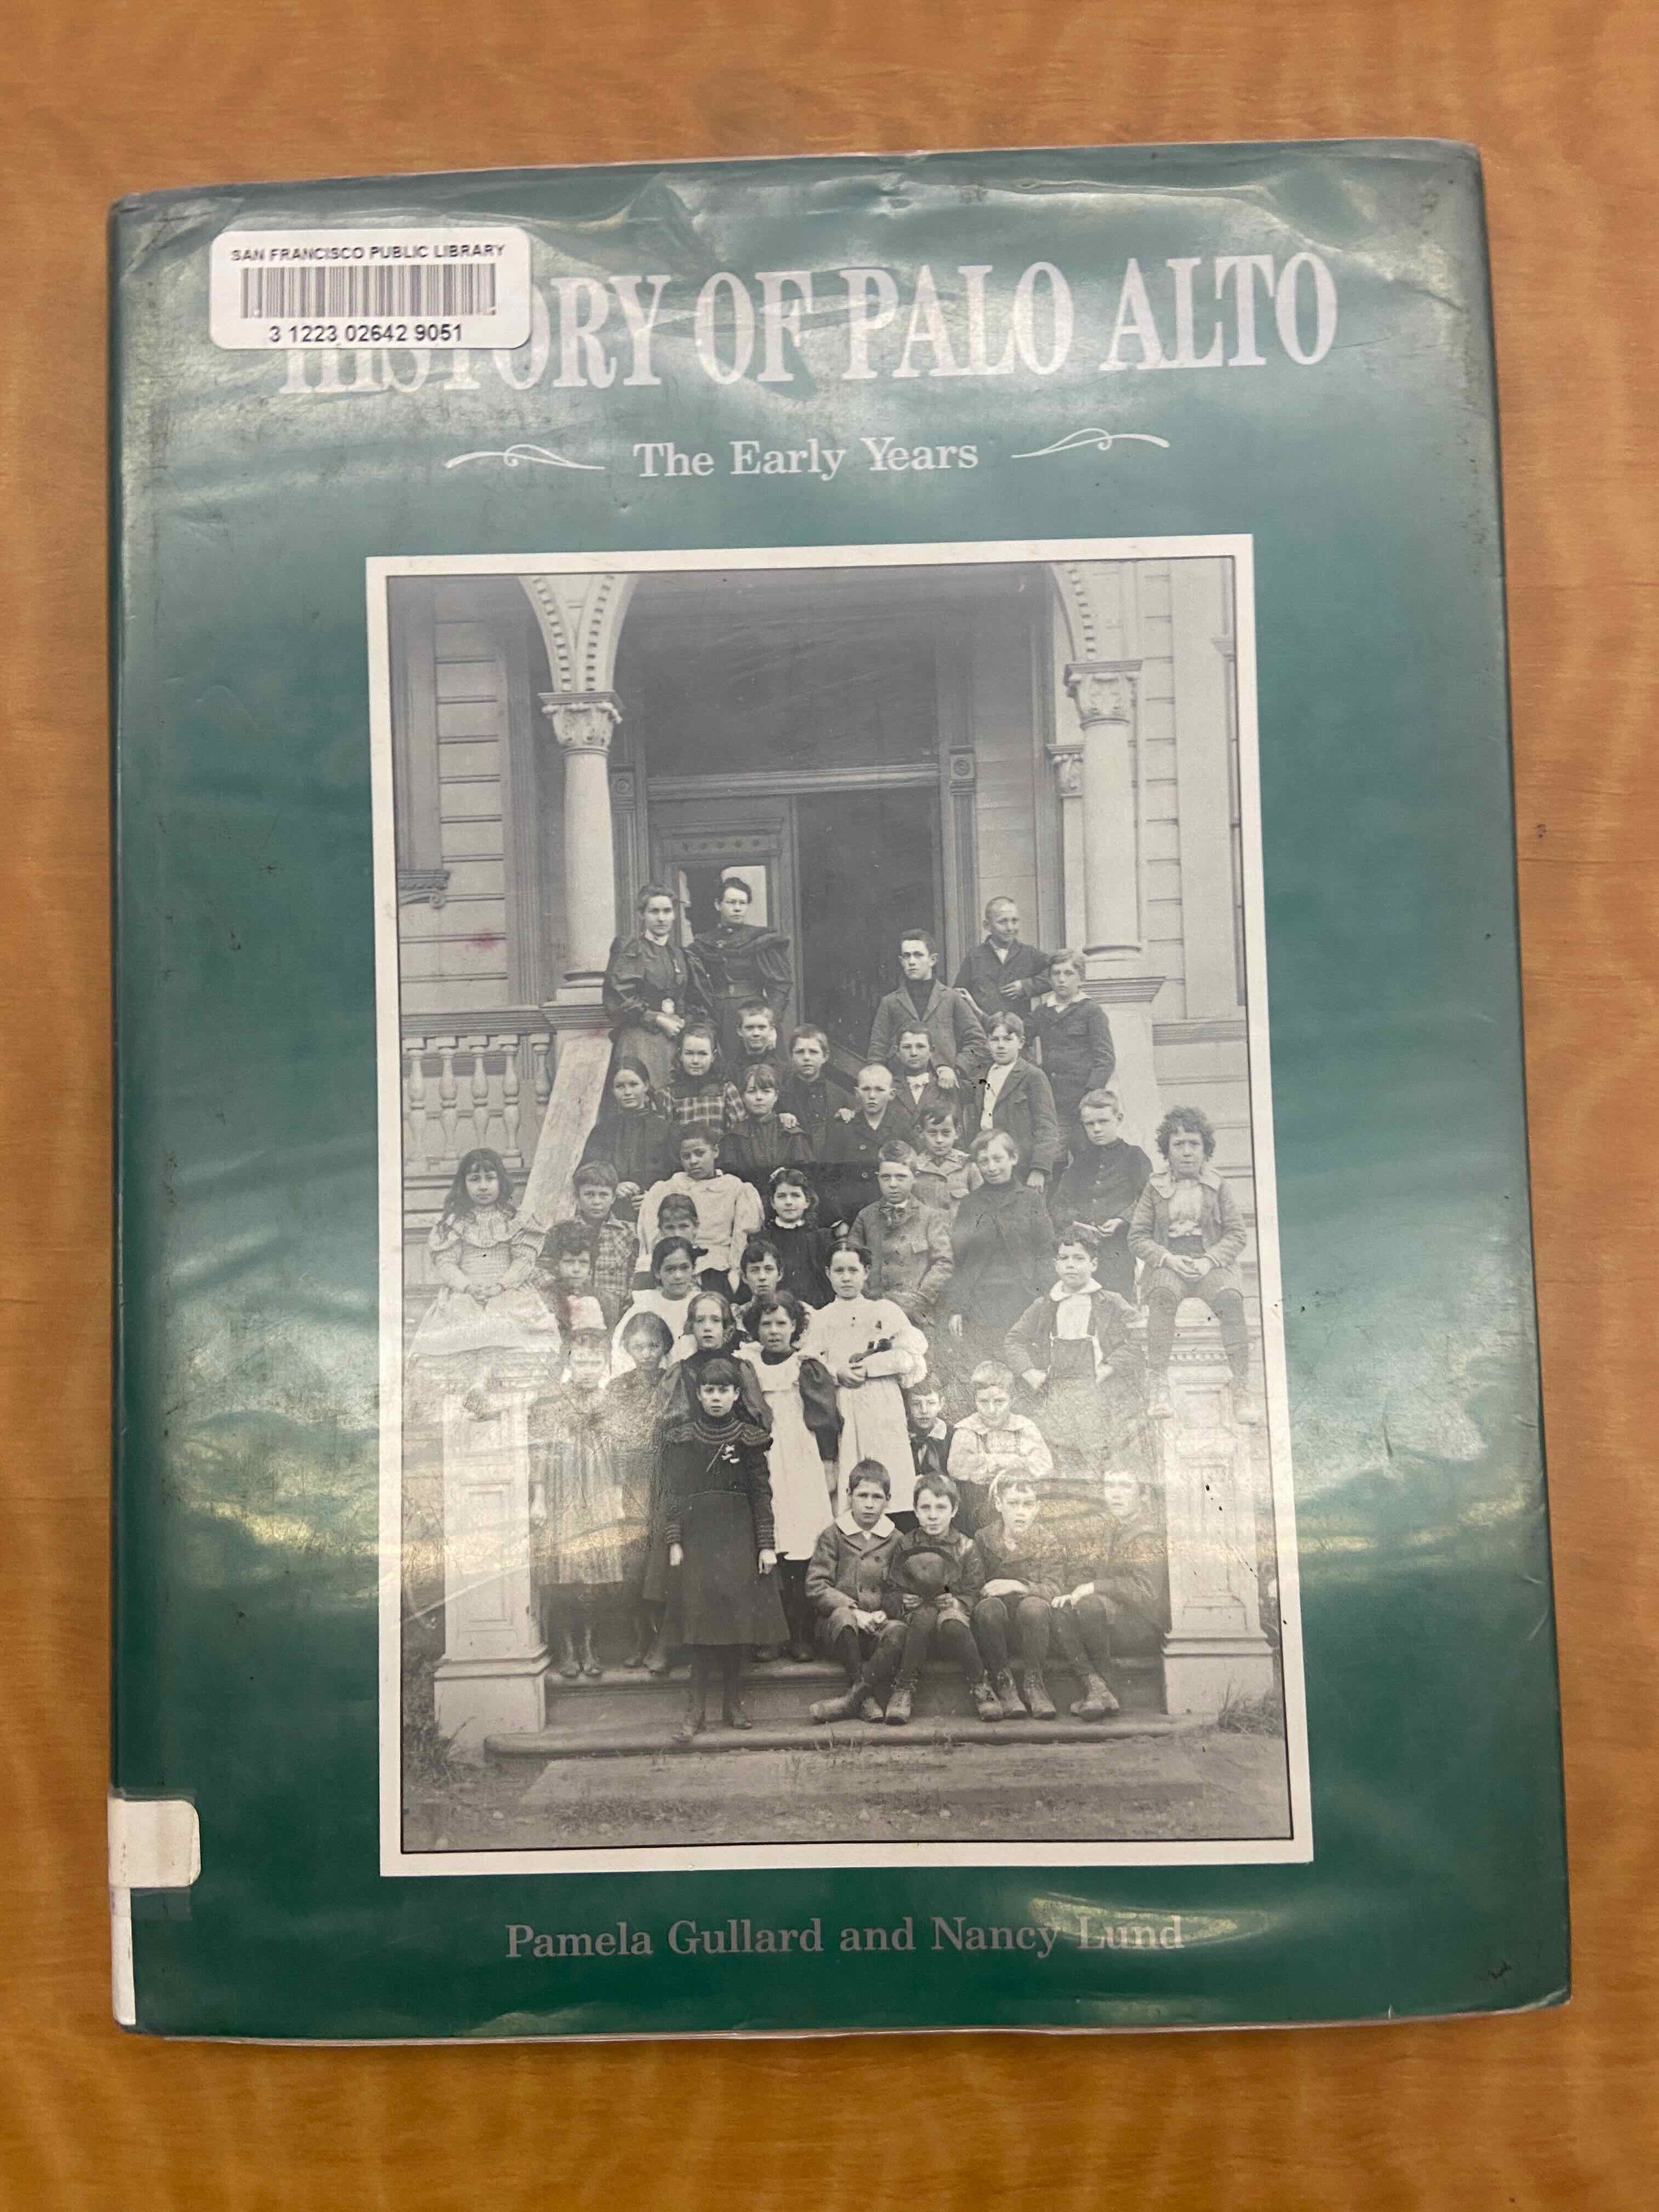 SAN FRANCISCO PUBLIC LIBRARY
3 1223 02642 9051
HISTORY OF PALO ALTO
The Early Years
Pamela Gullard and Nancy Lund